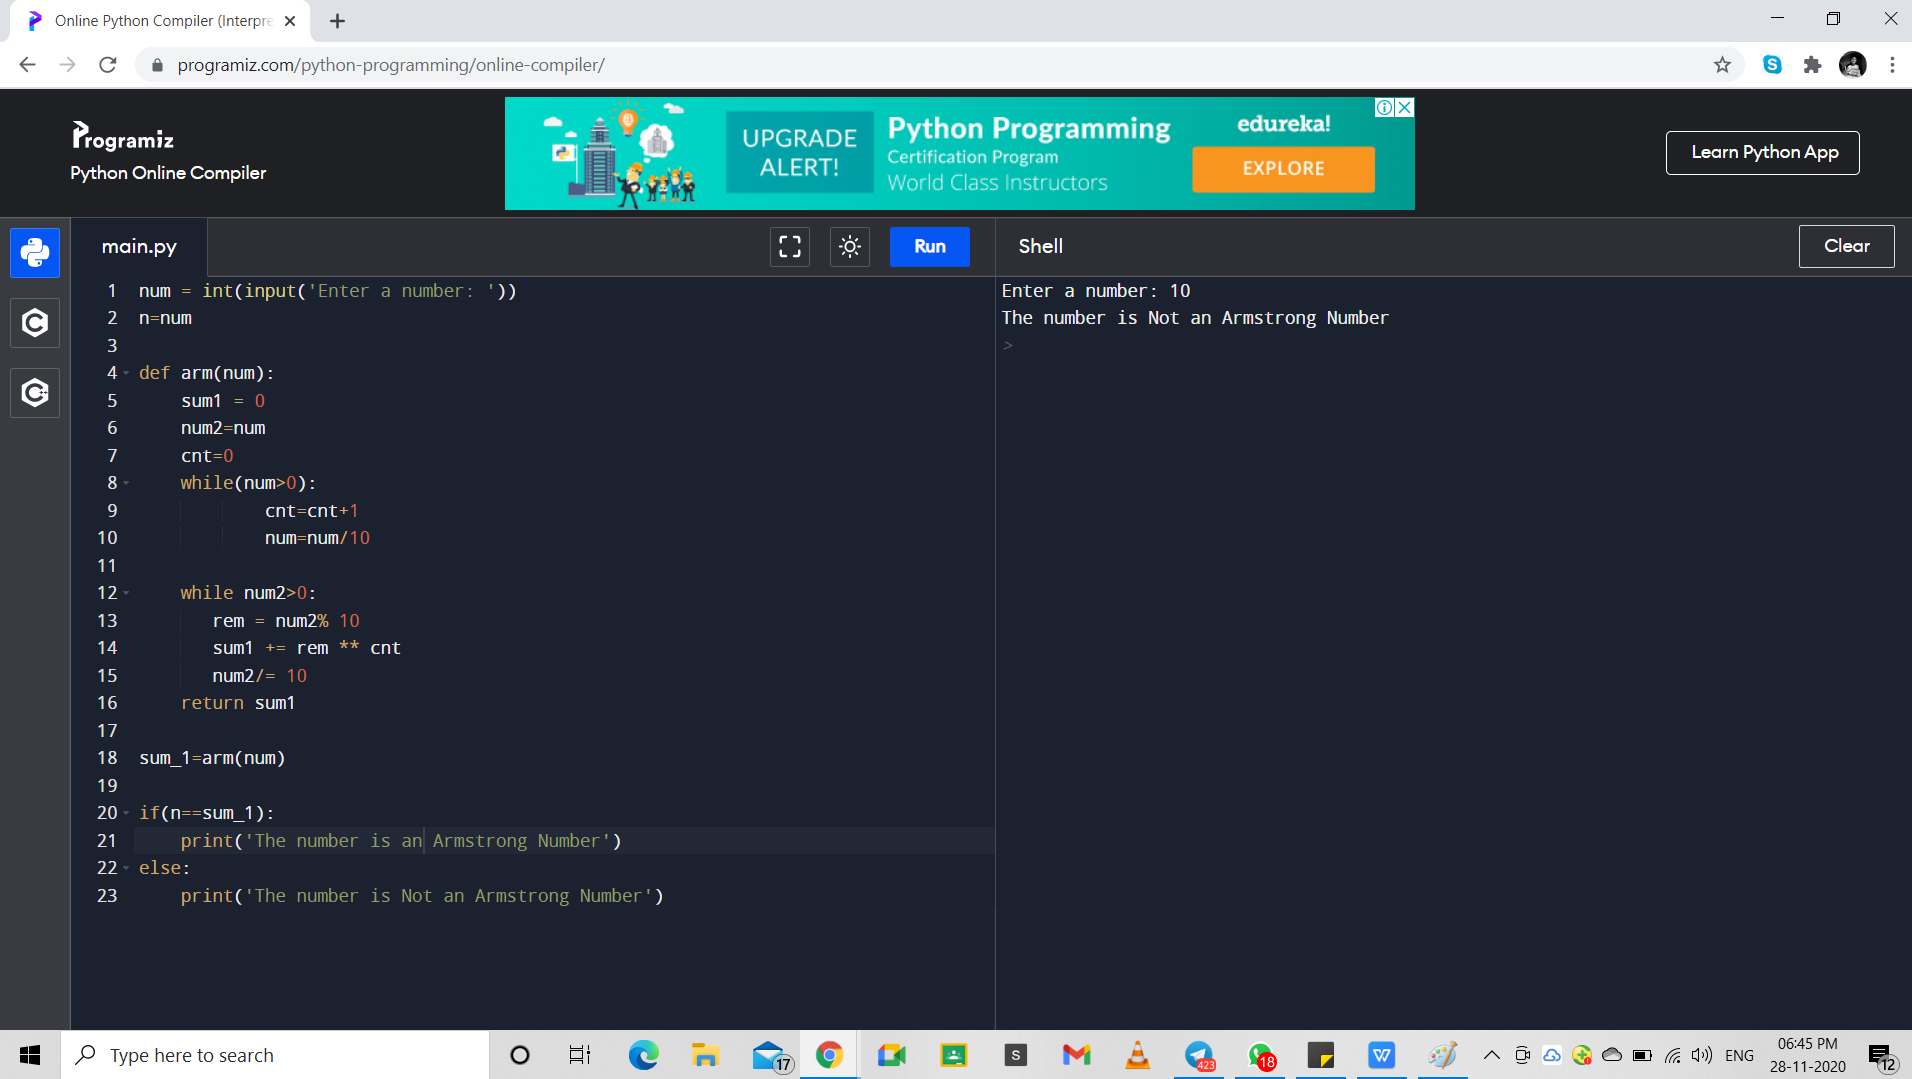 Online Python Compiler (Interpre
programiz.com/python-programming/online-compiler/
Programiz
Python Online Compiler
UPGRADE
ALERT!
Python Programming
Certification Program
World Class Instructors
edureka!
EXPLORE
Learn Python App
main.py
Run
Shell
Clear
1 num = int(input('Enter a number: '))
2 n=num
3
4 def arm(num):
5     sum1 = 0
6     num2=num
7     cnt=0
8     while(num>0):
9             cnt=cnt+1
10             num=num/10
11
12     while num2>0:
13        rem = num2% 10
14        sum1 += rem ** cnt
15        num2/= 10
16     return sum1
17
18 sum_1=arm(num)
19
20 if(n==sum_1):
21     print('The number is an Armstrong Number')
22 else:
23     print('The number is Not an Armstrong Number')
Enter a number: 10
The number is Not an Armstrong Number
>
Type here to search
17
S
423
18
W
ENG
06:45 PM
28-11-2020
12